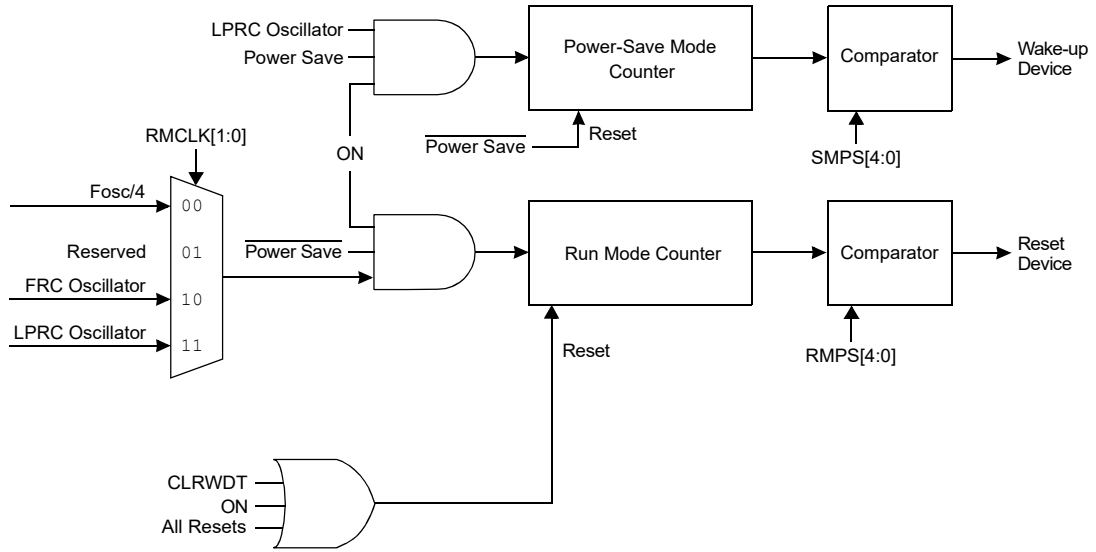 LPRC Oscillator
Power Save
Power-Save Mode
Counter
Comparator
Wake-up
Device
Power Save
Reset
SMPS[4:0]
RMCLK[1:0]
ON
Fosc/4
00
Reserved
01
FRC Oscillator
10
LPRC Oscillator
11
Power Save
Run Mode Counter
Comparator
Reset
Device
Reset
RMPS[4:0]
CLRWDT
ON
All Resets